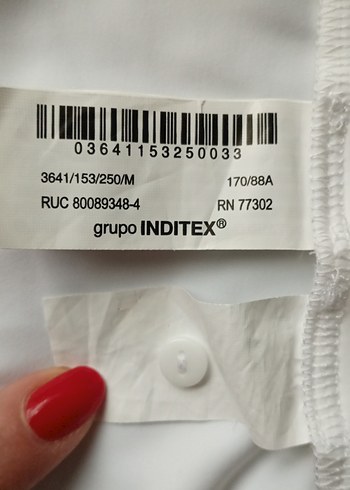 03641153250033
3641/153/250/M 170/88A
RUC 80089348-4 RN 77302
grupo INDITEX®